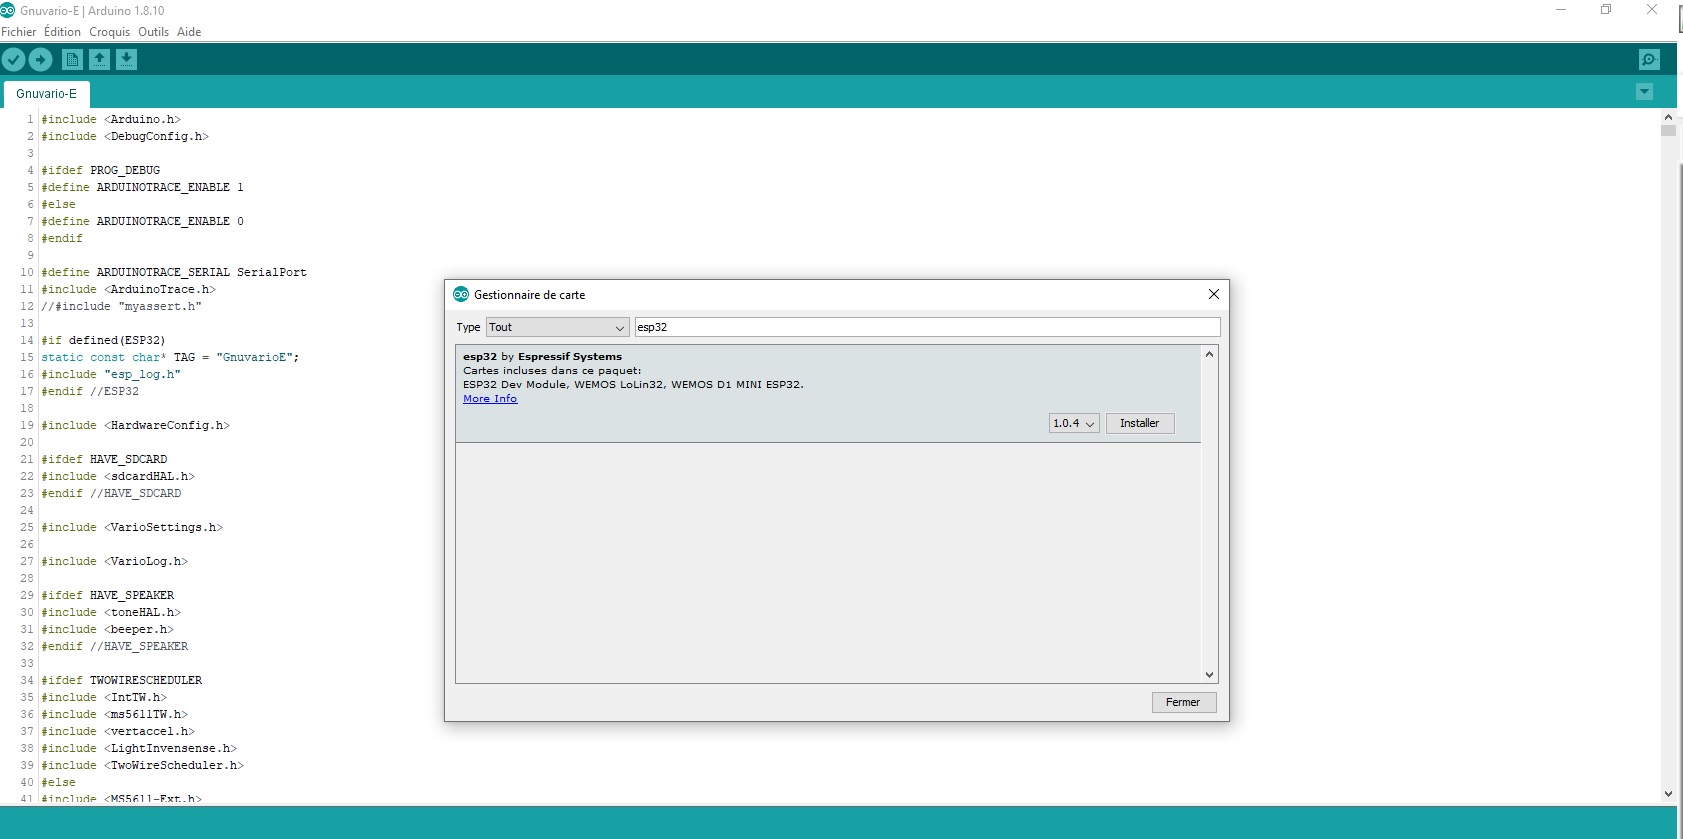 Gnuvario-E | Arduino 1.8.10
Fichier Édition Croquis Outils Aide
Gnuvario-E
1 #include <Arduino.h>
2 #include <DebugConfig.h>
3
4 #ifdef PROG_DEBUG
5 #define ARDUINOTRACE_ENABLE 1
6 #else
7 #define ARDUINOTRACE_ENABLE 0
8 #endif
9
10 #define ARDUINOTRACE_SERIAL SerialPort
11 #include <ArduinoTrace.h>
12 //#include "myassert.h"
13
14 #if defined(ESP32)
15 static const char* TAG = "GnuvarioE";
16 #include "esp_log.h"
17 #endif //ESP32
18
19 #include <HardwareConfig.h>
20
21 #ifdef HAVE_SDCARD
22 #include <sdcardHAL.h>
23 #endif //HAVE_SDCARD
24
25 #include <VarioSettings.h>
26
27 #include <VarioLog.h>
28
29 #ifdef HAVE_SPEAKER
30 #include <toneHAL.h>
31 #include <beeper.h>
32 #endif //HAVE_SPEAKER
33
34 #ifdef TWOWIRESCHEDULER
35 #include <IntTW.h>
36 #include <ms5611TW.h>
37 #include <vertaccel.h>
38 #include <LightInvensense.h>
39 #include <TwoWireScheduler.h>
40 #else
41 #include <MS5611-Ext.h>
Gestionnaire de carte
Type Tout esp32
esp32 by Espressif Systems
Cartes incluses dans ce paquet:
ESP32 Dev Module, WEMOS LoLin32, WEMOS D1 MINI ESP32.
More Info
1.0.4 Installer
Fermer